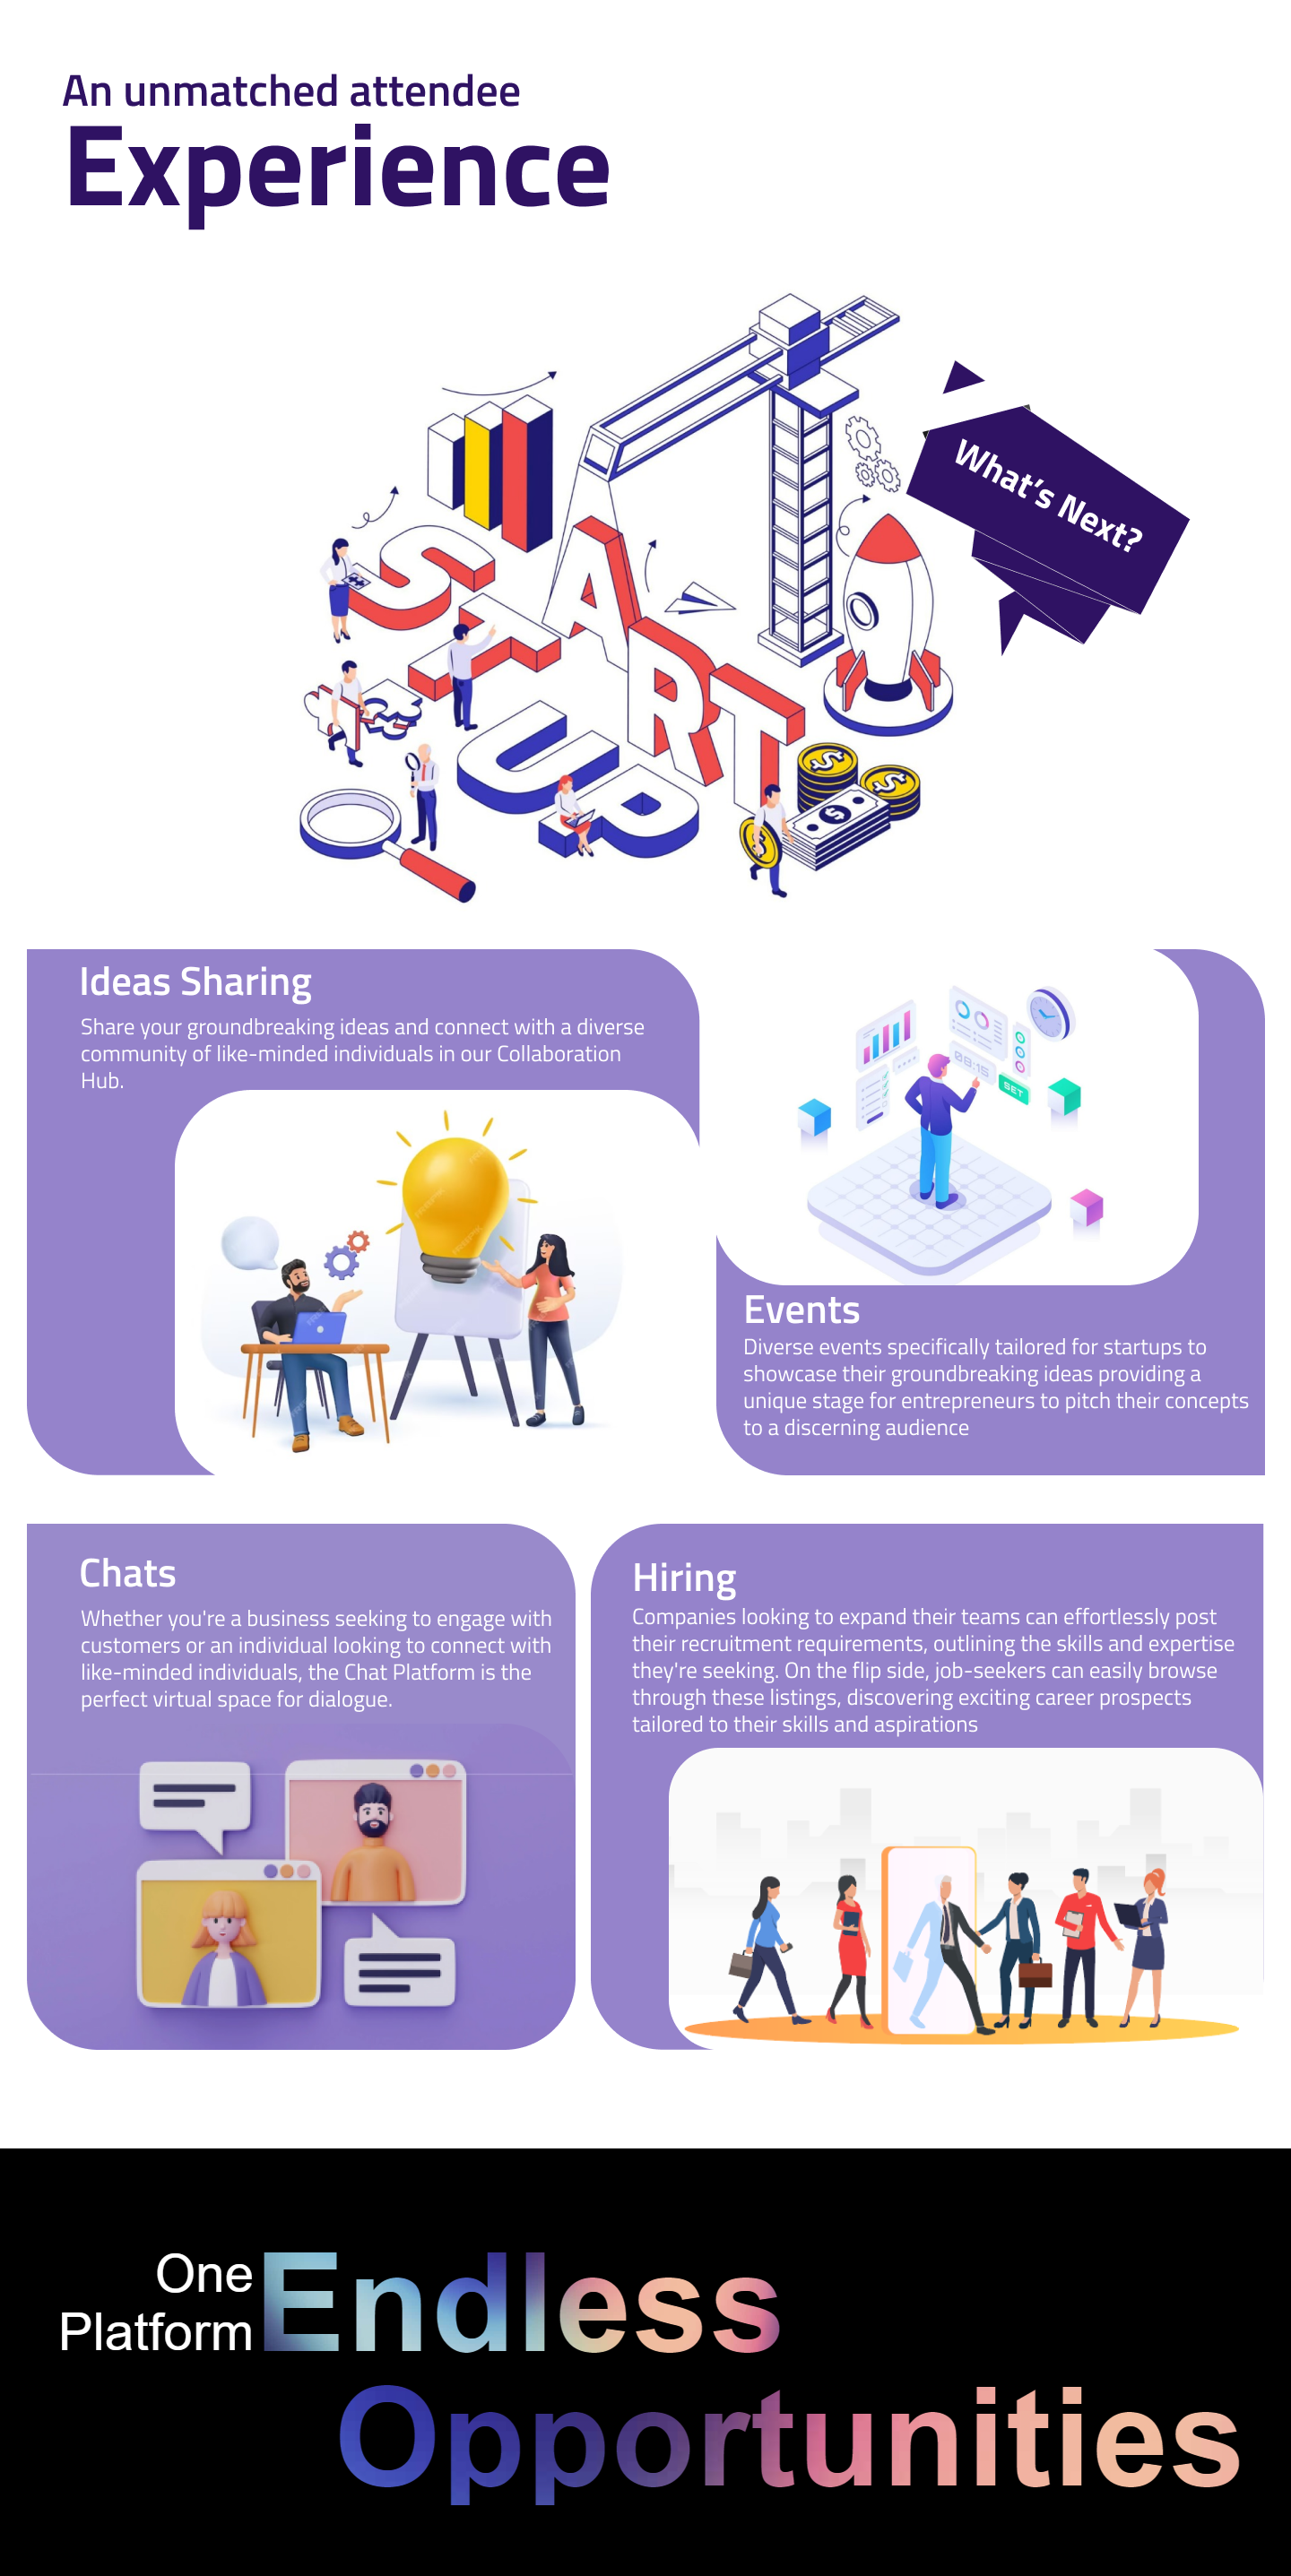 An unmatched attendee
Experience
What's Next?
START
UP
Ideas Sharing
Share your groundbreaking ideas and connect with a diverse
community of like-minded individuals in our Collaboration
Hub.
08:15
SET
Events
Diverse events specifically tailored for startups to
showcase their groundbreaking ideas providing a
unique stage for entrepreneurs to pitch their concepts
to a discerning audience
Chats
Whether you're a business seeking to engage with
customers or an individual looking to connect with
like-minded individuals, the Chat Platform is the
perfect virtual space for dialogue.
Hiring
Companies looking to expand their teams can effortlessly post
their recruitment requirements, outlining the skills and expertise
they're seeking. On the flip side, job-seekers can easily browse
through these listings, discovering exciting career prospects
tailored to their skills and aspirations
One
Platform
Endless
Opportunities